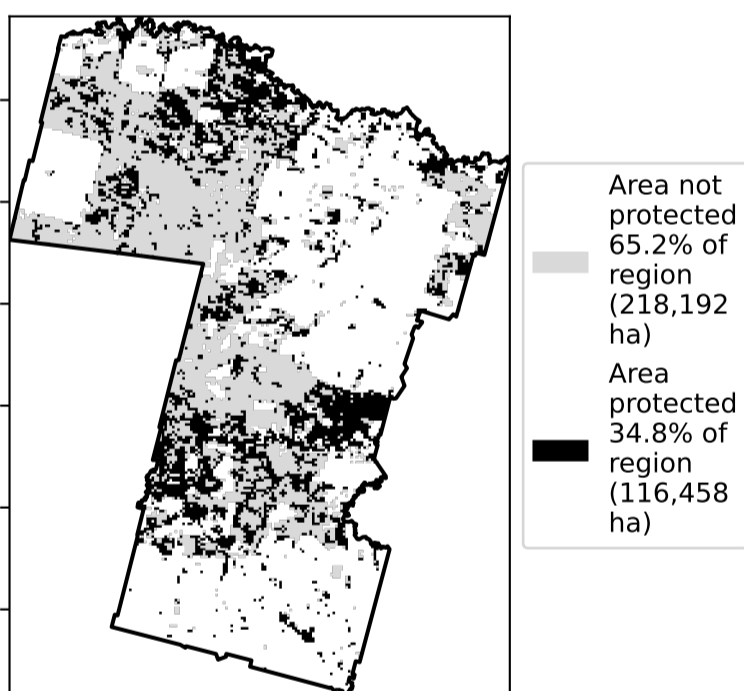 Area not
protected
65.2% of
region
(218,192
ha)
Area
protected
34.8% of
region
(116,458
ha)